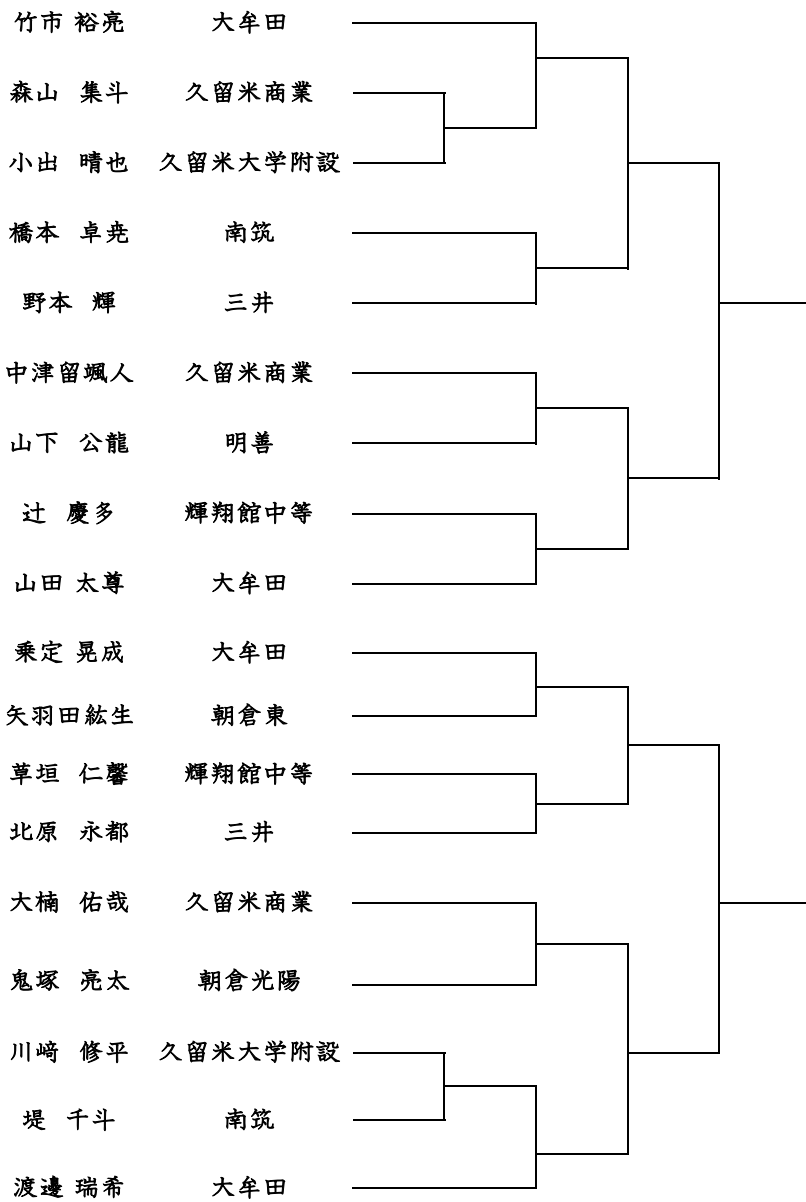 竹市 裕亮 大牟田
森山 集斗 久留米商業
小出 晴也 久留米大学附設
橋本 卓尭 南筑
野本 輝 三井
中津留颯人 久留米商業
山下 公龍 明善
辻 慶多 輝翔館中等
山田 太尊 大牟田
乗定 晃成 大牟田
矢羽田紘生 朝倉東
草垣 仁馨 輝翔館中等
北原 永都 三井
大楠 佑哉 久留米商業
鬼塚 亮太 朝倉光陽
川﨑 修平 久留米大学附設
堤 千斗 南筑
渡邊 瑞希 大牟田